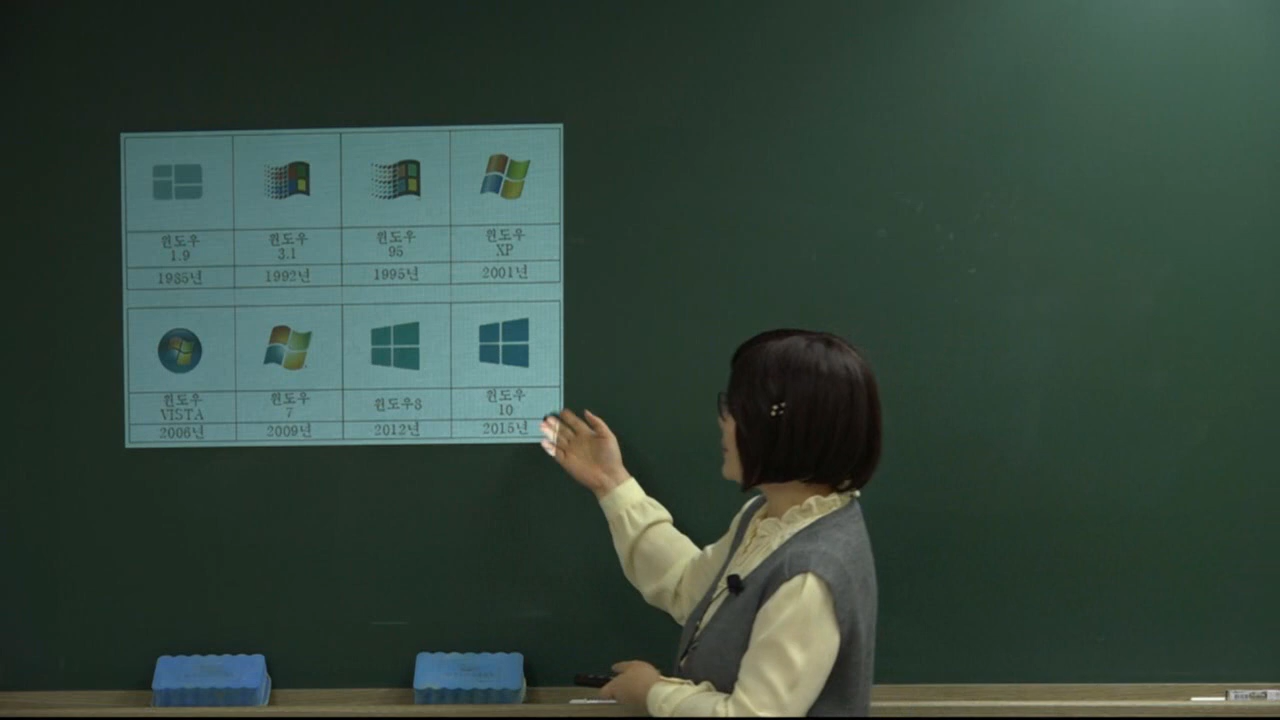 윈도우 윈도우 윈도우 윈도우
1.9 3.1 95 XP
1985년 1992년 1995년 2001년
윈도우 윈도우 윈도우8 윈도우
VISTA 7 10
2006년 2009년 2012년 2015년